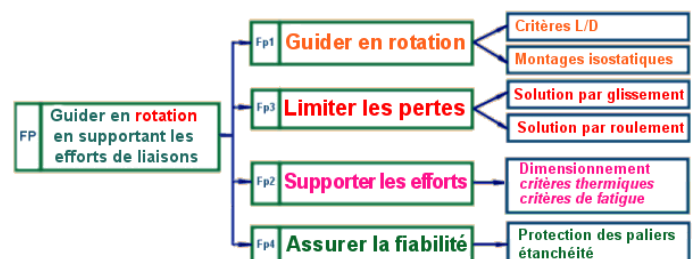 FP
Guider en rotation
en supportant les
efforts de liaisons
Fp1
Guider en rotation
Critères L/D
Montages isostatiques
Fp3
Limiter les pertes
Solution par glissement
Solution par roulement
Fp2
Supporter les efforts
Dimensionnement
critères thermiques
critères de fatigue
Fp4
Assurer la fiabilité
Protection des paliers
étanchéité